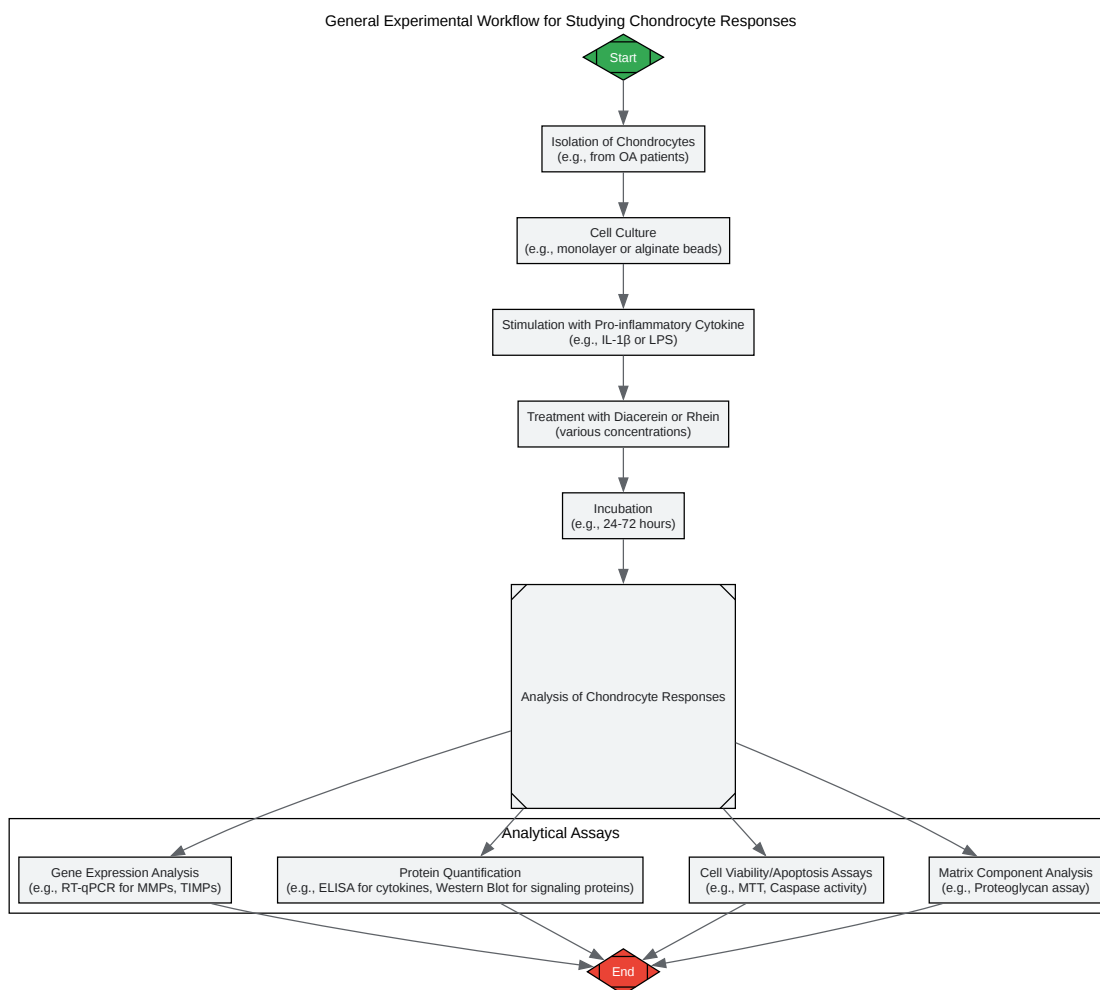 General Experimental Workflow for Studying Chondrocyte Responses
Start
Isolation of Chondrocytes
(e.g., from OA patients)
Cell Culture
(e.g., monolayer or alginate beads)
Stimulation with Pro-inflammatory Cytokine
(e.g., IL-1β or LPS)
Treatment with Diacerein or Rhein
(various concentrations)
Incubation
(e.g., 24-72 hours)
Analysis of Chondrocyte Responses
Analytical Assays
Gene Expression Analysis
(e.g., RT-qPCR for MMPs, TIMPs)
Protein Quantification
(e.g., ELISA for cytokines, Western Blot for signaling proteins)
Cell Viability/Apoptosis Assays
(e.g., MTT, Caspase activity)
Matrix Component Analysis
(e.g., Proteoglycan assay)
End